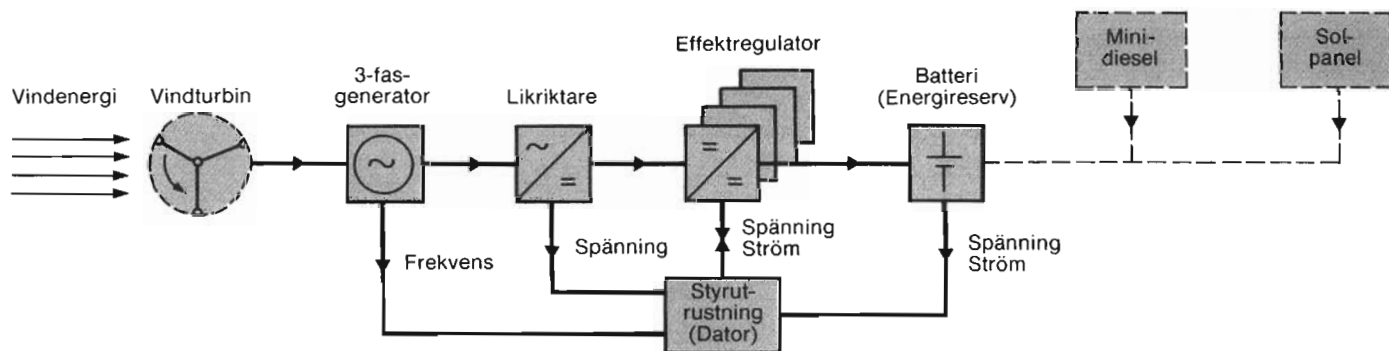 Vindenergi
Vindturbin
3-fas-
generator
Likriktare
Effektregulator
Batteri
(Energireserv)
Mini-
diesel
Sol-
panel
Frekvens
Spänning
Spänning
Ström
Spänning
Ström
Styrut-
rustning
(Dator)